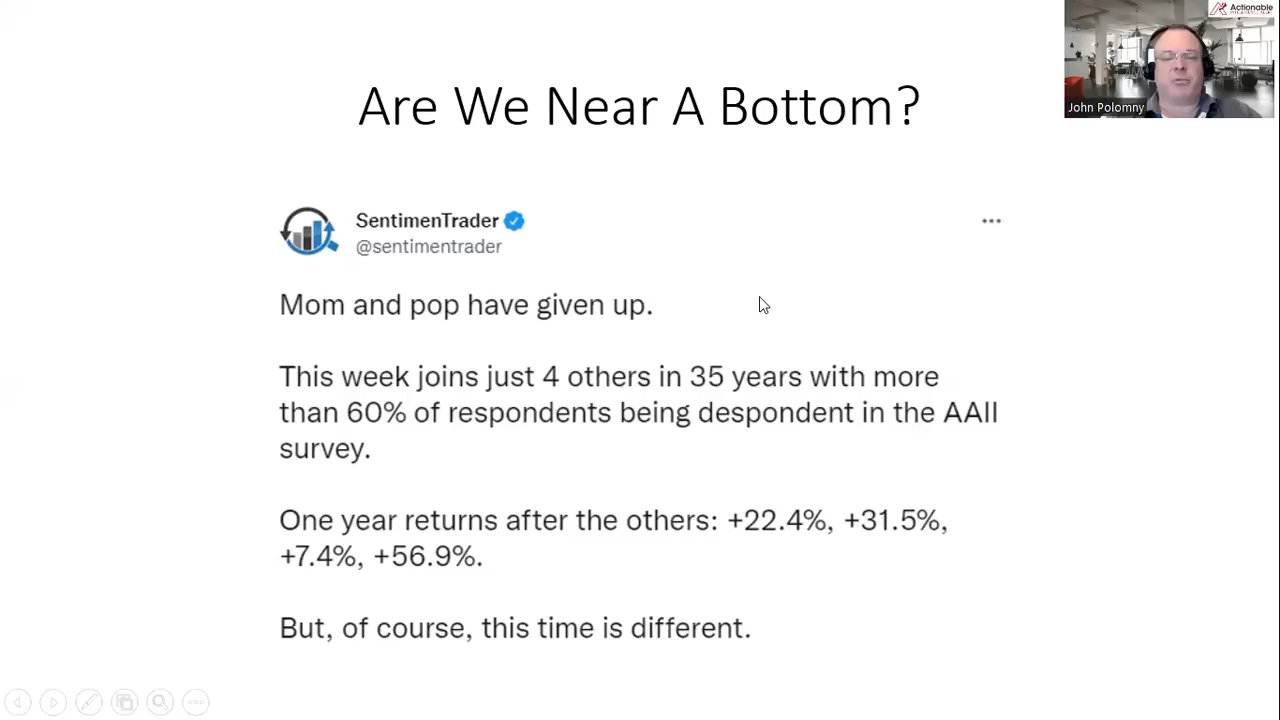 Actionable
John Polomny
Are We Near A Bottom?
SentimenTrader
@sentimentrader
Mom and pop have given up.
This week joins just 4 others in 35 years with more
than 60% of respondents being despondent in the AAII
survey.
One year returns after the others: +22.4%, +31.5%,
+7.4%, +56.9%.
But, of course, this time is different.